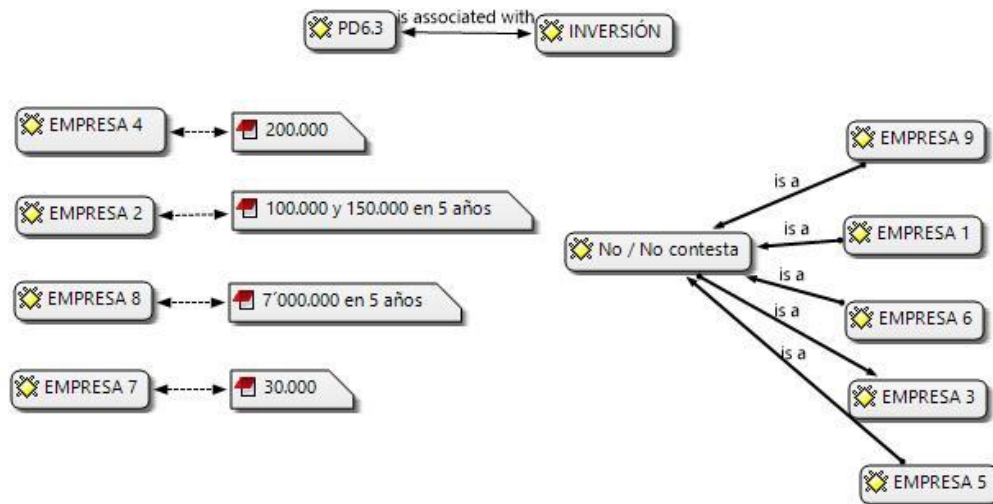 PD6.3
is associated with
INVERSIÓN
EMPRESA 4
200.000
EMPRESA 2
100.000 y 150.000 en 5 años
EMPRESA 8
7´000.000 en 5 años
EMPRESA 7
30.000
No / No contesta
is a
EMPRESA 9
is a
EMPRESA 1
is a
EMPRESA 6
is a
EMPRESA 3
is a
EMPRESA 5